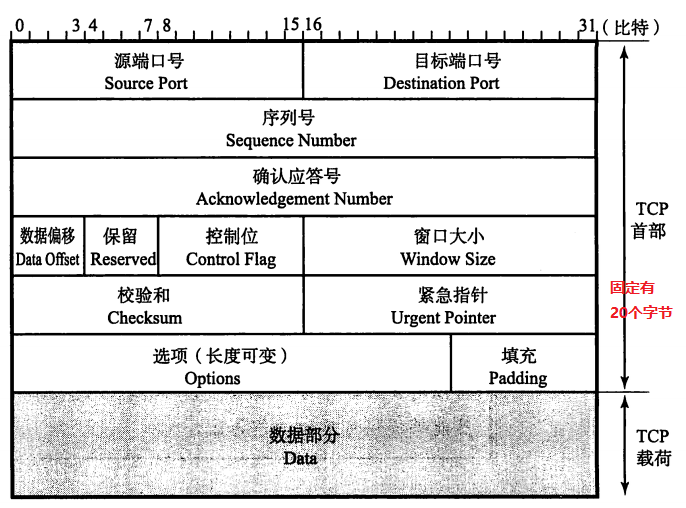 0 3 4 7 8 15 16 31 (比特)
源端口号
Source Port
目标端口号
Destination Port
序列号
Sequence Number
确认应答号
Acknowledgement Number
数据偏移
Data Offset
保留
Reserved
控制位
Control Flag
窗口大小
Window Size
校验和
Checksum
紧急指针
Urgent Pointer
选项（长度可变）
Options
填充
Padding
TCP
首部
固定有
20个字节
数据部分
Data
TCP
载荷